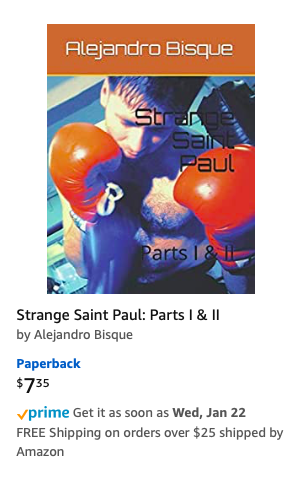 Alejandro Bisque
Strange
Saint
Paul
Parts I & II
Strange Saint Paul: Parts I & II
by Alejandro Bisque
Paperback
$7 35
prime Get it as soon as Wed, Jan 22
FREE Shipping on orders over $25 shipped by
Amazon